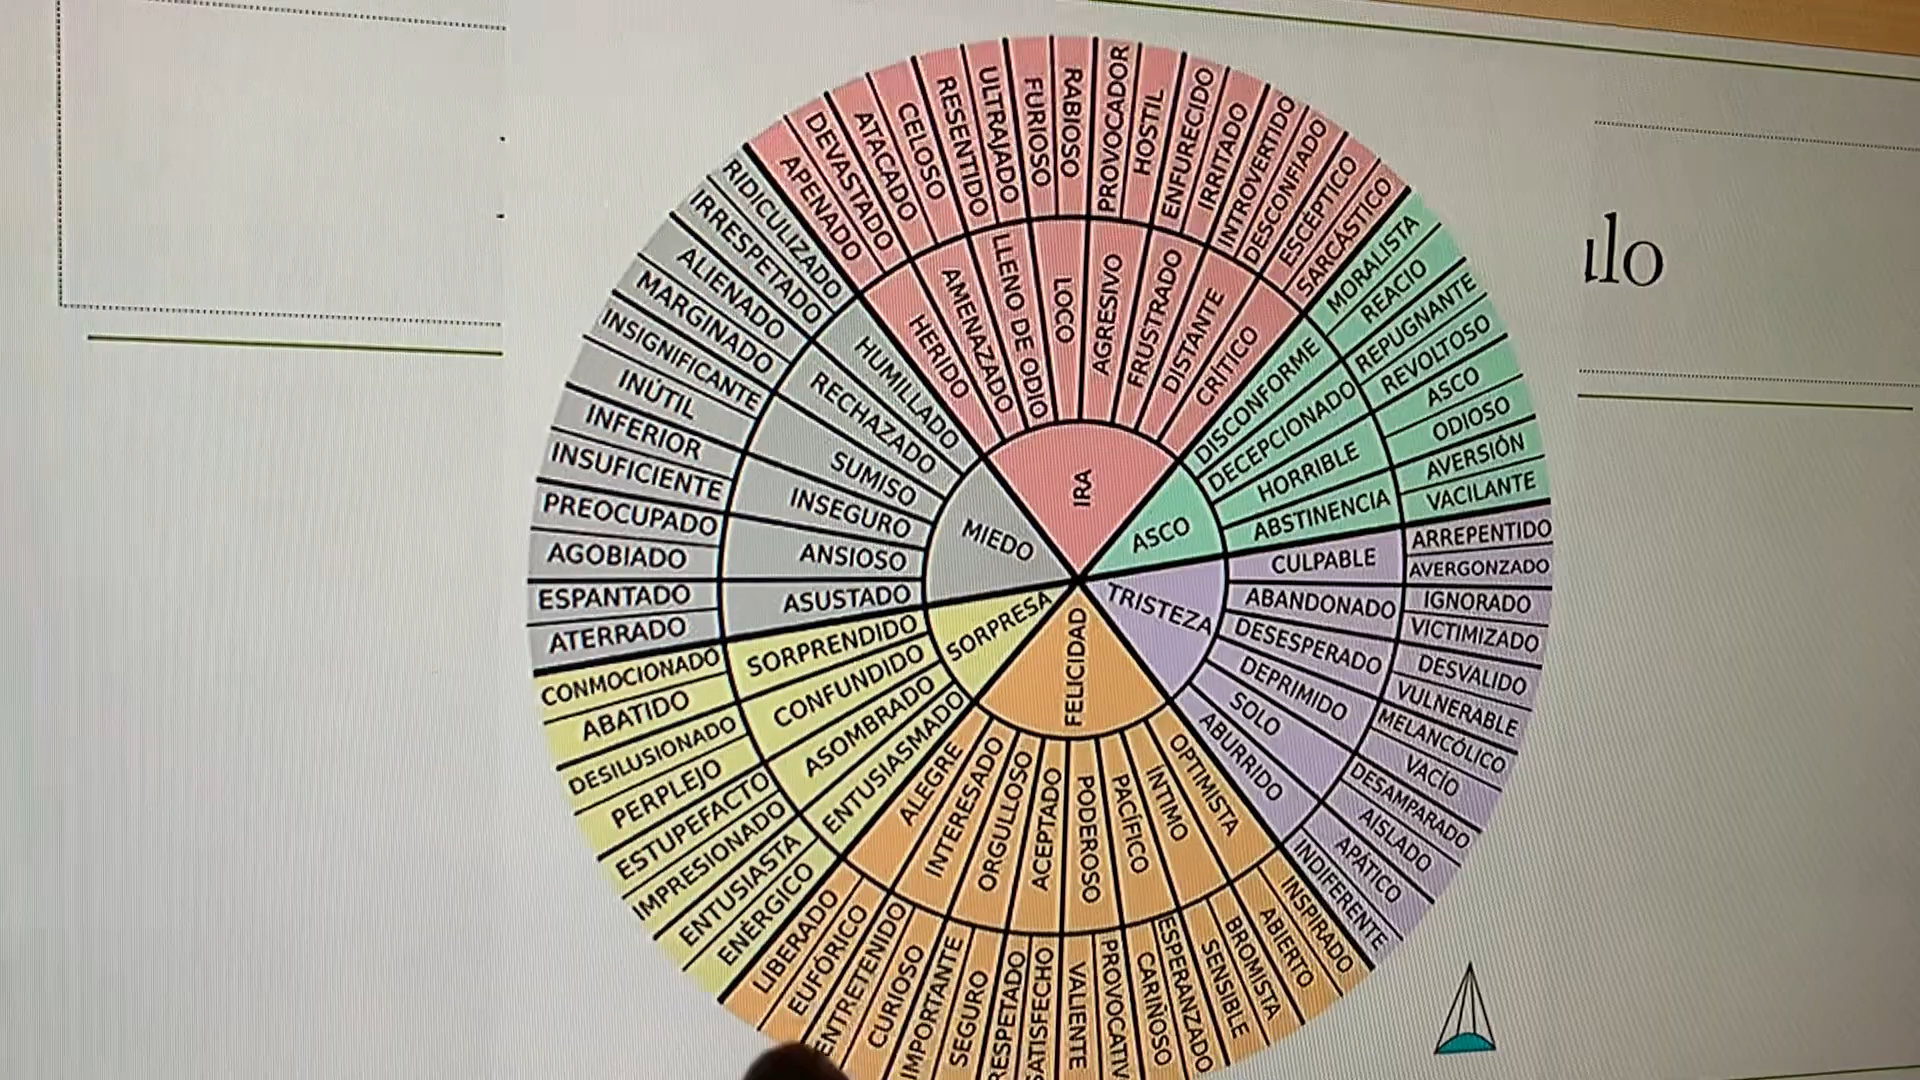 ulo
IRA
HERIDO
APENADO
DEVASTADO
AMENAZADO
ATACADO
CELOSO
LLENO DE ODIO
RESENTIDO
ULTRAJADO
LOCO
FURIOSO
RABIOSO
AGRESIVO
PROVOCADOR
HOSTIL
FRUSTRADO
ENFURECIDO
IRRITADO
DISTANTE
INTROVERTIDO
DESCONFIADO
CRÍTICO
ESCÉPTICO
SARCÁSTICO
ASCO
DISCONFORME
MORALISTA
REACIO
DECEPCIONADO
REPUGNANTE
REVOLTOSO
HORRIBLE
ASCO
ODIOSO
ABSTINENCIA
AVERSIÓN
VACILANTE
TRISTEZA
CULPABLE
ARREPENTIDO
AVERGONZADO
ABANDONADO
IGNORADO
VICTIMIZADO
DESESPERADO
DESVALIDO
VULNERABLE
DEPRIMIDO
MELANCÓLICO
VACÍO
SOLO
DESAMPARADO
AISLADO
ABURRIDO
APÁTICO
INDIFERENTE
FELICIDAD
OPTIMISTA
INSPIRADO
ABIERTO
ÍNTIMO
BROMISTA
SENSIBLE
PACÍFICO
ESPERANZADO
CARIÑOSO
PODEROSO
PROVOCATIV
VALIENTE
ACEPTADO
SATISFECHO
RESPETADO
ORGULLOSO
SEGURO
IMPORTANTE
INTERESADO
CURIOSO
ENTRETENIDO
ALEGRE
EUFÓRICO
LIBERADO
SORPRESA
ENTUSIASMADO
ENÉRGICO
ENTUSIASTA
ASOMBRADO
IMPRESIONADO
ESTUPEFACTO
CONFUNDIDO
PERPLEJO
DESILUSIONADO
SORPRENDIDO
ABATIDO
CONMOCIONADO
MIEDO
ASUSTADO
ATERRADO
ESPANTADO
ANSIOSO
AGOBIADO
PREOCUPADO
INSEGURO
INSUFICIENTE
INFERIOR
SUMISO
INÚTIL
INSIGNIFICANTE
RECHAZADO
MARGINADO
ALIENADO
HUMILLADO
IRRESPETADO
RIDICULIZADO